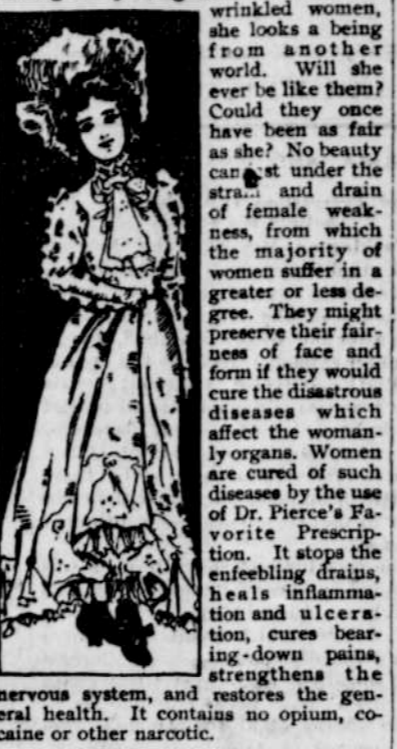 wrinkled women,
she looks a being
from another
world. Will she
ever be like them?
Could they once
have been as fair
as she? No beauty
under the
and drain
of female weak-
ness, from which
the majority of
women suffer in a
greater or less de-
gree. They might
preserve their fair-
ness of face and
form if they would
cure the disastrous
diseases which
affect the woman-
ly organs. Women
are cured of such
diseases by the use
of Dr. Pierce's Fa-
vorite Prescrip-
tion. It stops the
enfeebling drains,
heals inflamma-
tion and ulcera-
tion, cures bear-
ing-down pains,
strengthens the
nervous system, and restores the gen-
eral health. It contains no opium, co-
caine or other narcotic.